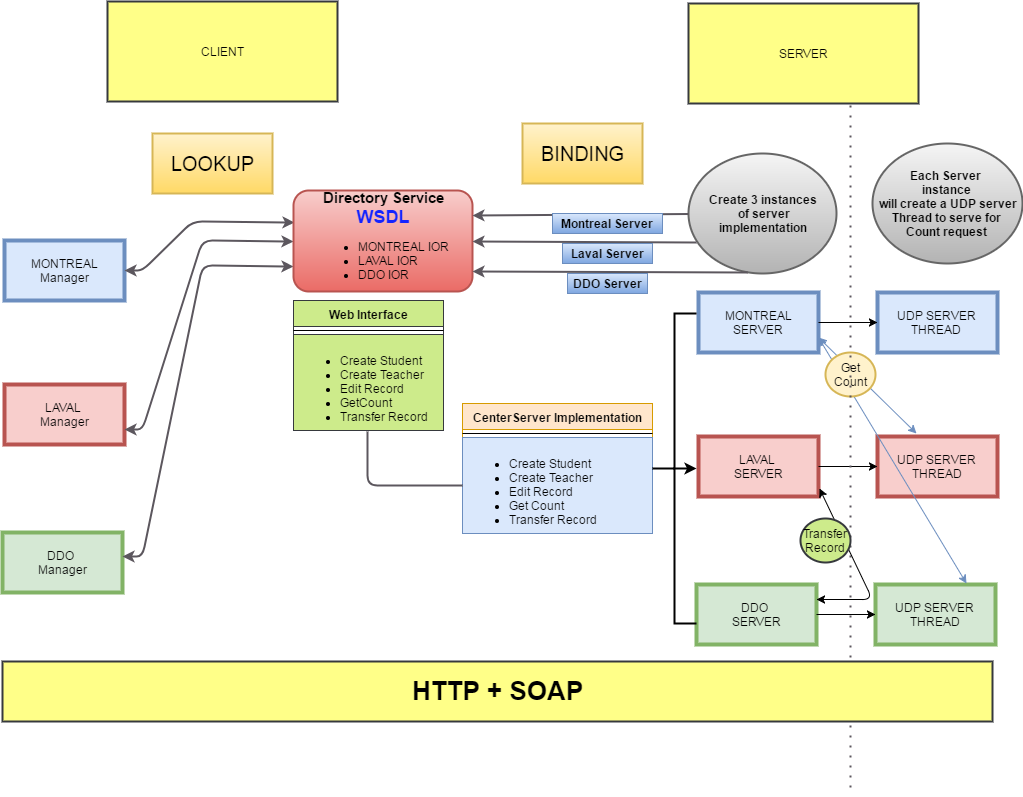 CLIENT
SERVER
LOOKUP
BINDING
Directory Service
WSDL
MONTREAL IOR
LAVAL IOR
DDO IOR
Montreal Server
Laval Server
DDO Server
Create 3 instances
of server
implementation
Each Server
instance
will create a UDP server
Thread to serve for
Count request
MONTREAL
Manager
LAVAL
Manager
DDO
Manager
Web Interface
Create Student
Create Teacher
Edit Record
GetCount
Transfer Record
CenterServer Implementation
Create Student
Create Teacher
Edit Record
Get Count
Transfer Record
MONTREAL
SERVER
UDP SERVER
THREAD
Get
Count
LAVAL
SERVER
UDP SERVER
THREAD
Transfer
Record
DDO
SERVER
UDP SERVER
THREAD
HTTP + SOAP